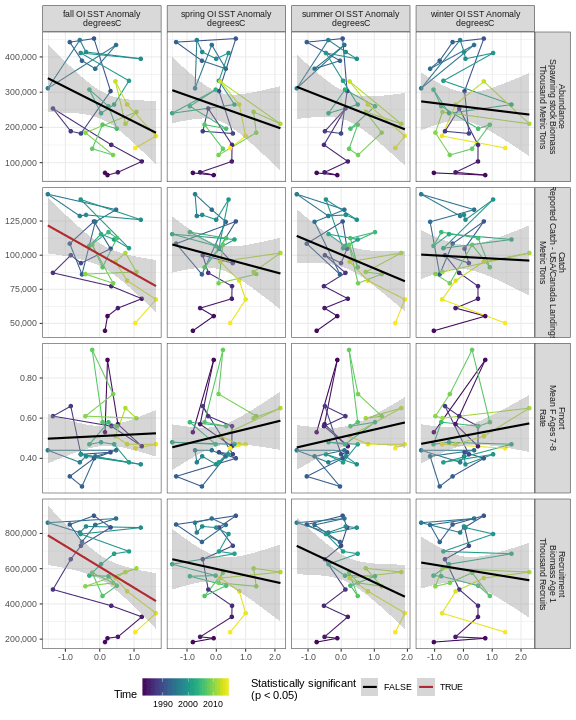 fall OI SST Anomaly
degreesC
spring OI SST Anomaly
degreesC
summer OI SST Anomaly
degreesC
winter OI SST Anomaly
degreesC
400,000
300,000
200,000
100,000
Abundance
Spawning stock Biomass
Thousand Metric Tons
125,000
100,000
75,000
50,000
Catch
Reported Catch - USA/Canada Landings
Metric Tons
0.80
0.60
0.40
Fmort
Mean F Ages 7-8
Rate
800,000
600,000
400,000
200,000
Recruitment
Biomass Age 1
Thousand Recruits
-1.0 0.0 1.0
-1.0 0.0 1.0 2.0
-1.0 0.0 1.0 2.0
-1.0 0.0 1.0 2.0
Time
1990 2000 2010
Statistically significant
(p < 0.05)
FALSE
TRUE